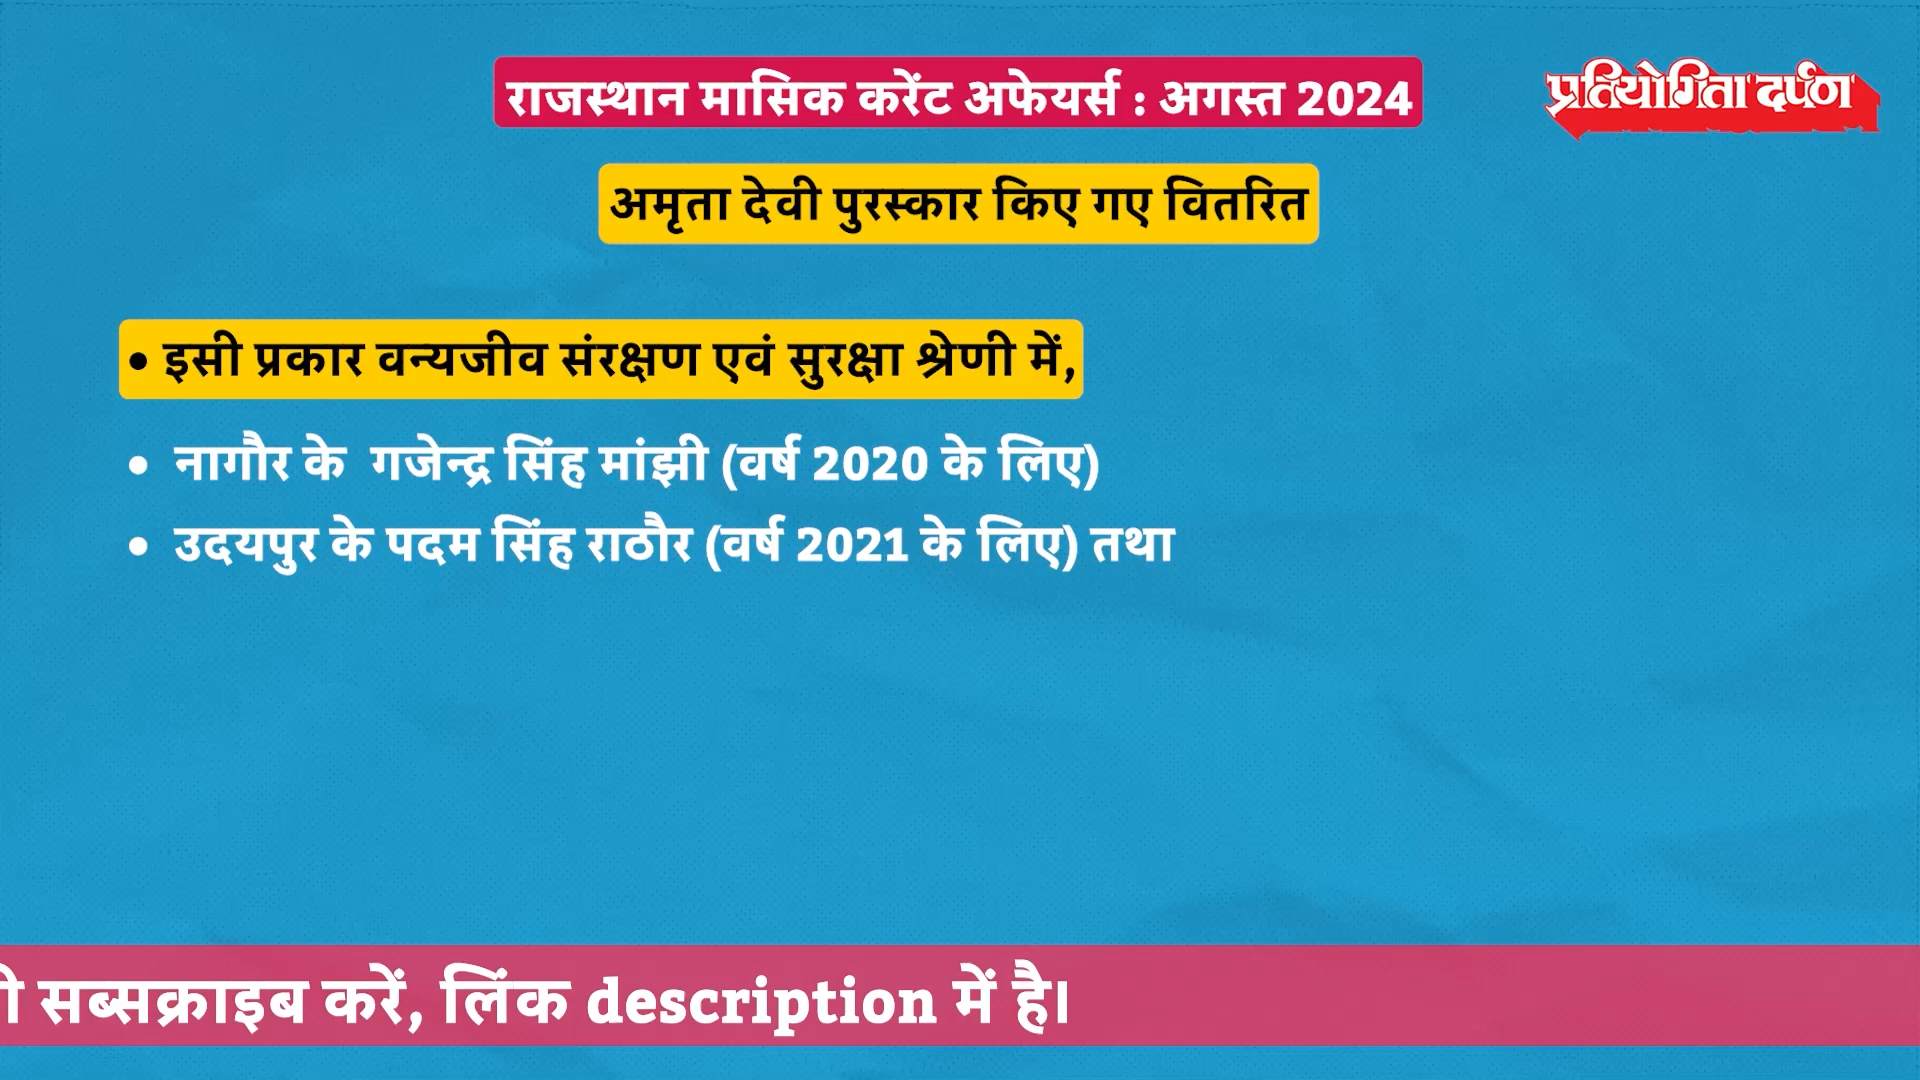 राजस्थान मासिक करेंट अफेयर्स : अगस्त 2024
प्रतियोगिता दर्पण
अमृता देवी पुरस्कार किए गए वितरित
• इसी प्रकार वन्यजीव संरक्षण एवं सुरक्षा श्रेणी में,
• नागौर के गजेन्द्र सिंह मांझी (वर्ष 2020 के लिए)
• उदयपुर के पदम सिंह राठौर (वर्ष 2021 के लिए) तथा
सब्सक्राइब करें, लिंक description में है।